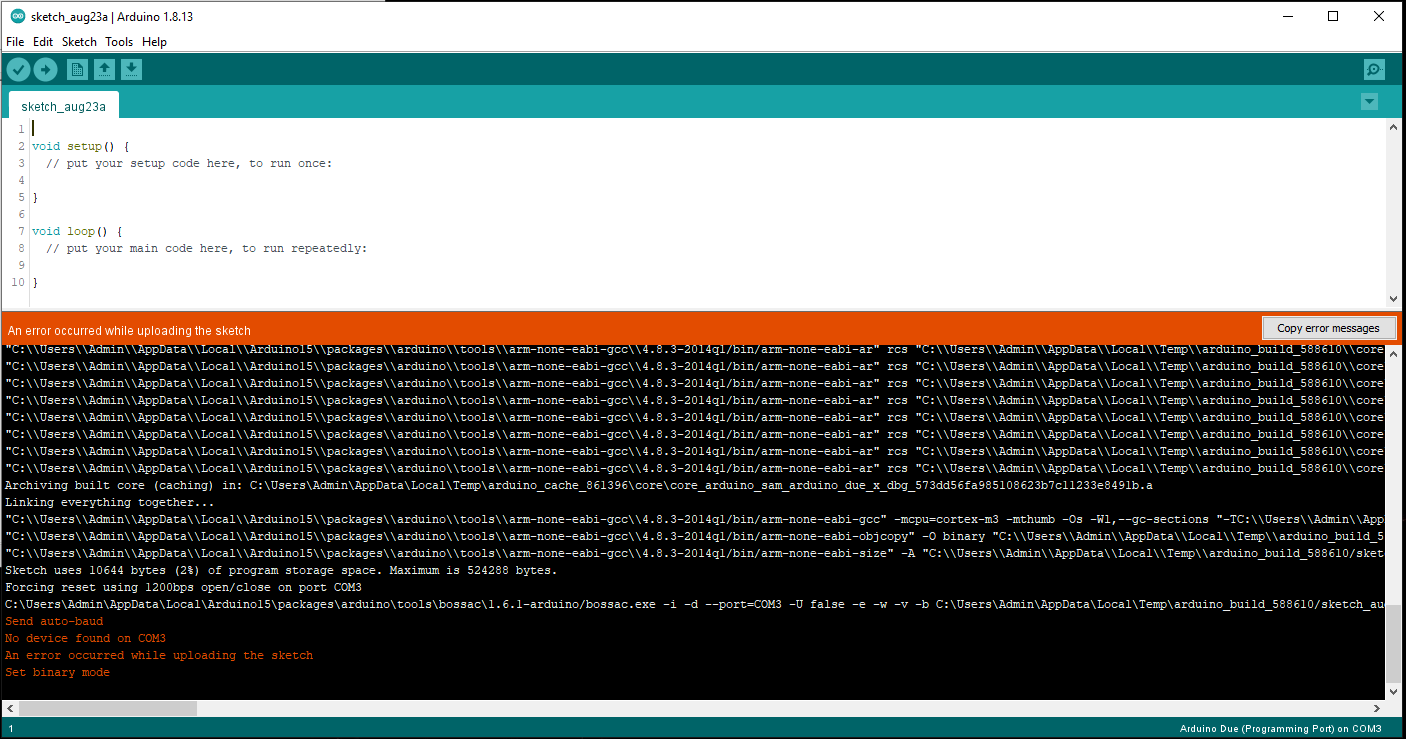 sketch_aug23a | Arduino 1.8.13
File Edit Sketch Tools Help
sketch_aug23a
1
2 void setup() {
3 // put your setup code here, to run once:
4
5 }
6
7 void loop() {
8 // put your main code here, to run repeatedly:
9
10 }
An error occurred while uploading the sketch
Copy error messages
"C:\\Users\\Admin\\AppData\\Local\\Arduino15\\packages\\arduino\\tools\\arm-none-eabi-gcc\\4.8.3-2014q1/bin/arm-none-eabi-ar" rcs "C:\\Users\\Admin\\AppData\\Local\\Temp\\arduino_build_588610\\core
"C:\\Users\\Admin\\AppData\\Local\\Arduino15\\packages\\arduino\\tools\\arm-none-eabi-gcc\\4.8.3-2014q1/bin/arm-none-eabi-ar" rcs "C:\\Users\\Admin\\AppData\\Local\\Temp\\arduino_build_588610\\core
"C:\\Users\\Admin\\AppData\\Local\\Arduino15\\packages\\arduino\\tools\\arm-none-eabi-gcc\\4.8.3-2014q1/bin/arm-none-eabi-ar" rcs "C:\\Users\\Admin\\AppData\\Local\\Temp\\arduino_build_588610\\core
"C:\\Users\\Admin\\AppData\\Local\\Arduino15\\packages\\arduino\\tools\\arm-none-eabi-gcc\\4.8.3-2014q1/bin/arm-none-eabi-ar" rcs "C:\\Users\\Admin\\AppData\\Local\\Temp\\arduino_build_588610\\core
"C:\\Users\\Admin\\AppData\\Local\\Arduino15\\packages\\arduino\\tools\\arm-none-eabi-gcc\\4.8.3-2014q1/bin/arm-none-eabi-ar" rcs "C:\\Users\\Admin\\AppData\\Local\\Temp\\arduino_build_588610\\core
"C:\\Users\\Admin\\AppData\\Local\\Arduino15\\packages\\arduino\\tools\\arm-none-eabi-gcc\\4.8.3-2014q1/bin/arm-none-eabi-ar" rcs "C:\\Users\\Admin\\AppData\\Local\\Temp\\arduino_build_588610\\core
"C:\\Users\\Admin\\AppData\\Local\\Arduino15\\packages\\arduino\\tools\\arm-none-eabi-gcc\\4.8.3-2014q1/bin/arm-none-eabi-ar" rcs "C:\\Users\\Admin\\AppData\\Local\\Temp\\arduino_build_588610\\core
"C:\\Users\\Admin\\AppData\\Local\\Arduino15\\packages\\arduino\\tools\\arm-none-eabi-gcc\\4.8.3-2014q1/bin/arm-none-eabi-ar" rcs "C:\\Users\\Admin\\AppData\\Local\\Temp\\arduino_build_588610\\core
Archiving built core (caching) in: C:\Users\Admin\AppData\Local\Temp\arduino_cache_861396\core\core_arduino_sam_arduino_due_x_dbg_573dd56fa985108623b7c11233e8491b.a
Linking everything together...
"C:\\Users\\Admin\\AppData\\Local\\Arduino15\\packages\\arduino\\tools\\arm-none-eabi-gcc\\4.8.3-2014q1/bin/arm-none-eabi-gcc" -mcpu=cortex-m3 -mthumb -Os -Wl,--gc-sections "-TC:\\Users\\Admin\\App
"C:\\Users\\Admin\\AppData\\Local\\Arduino15\\packages\\arduino\\tools\\arm-none-eabi-gcc\\4.8.3-2014q1/bin/arm-none-eabi-objcopy" -O binary "C:\\Users\\Admin\\AppData\\Local\\Temp\\arduino_build_5
"C:\\Users\\Admin\\AppData\\Local\\Arduino15\\packages\\arduino\\tools\\arm-none-eabi-gcc\\4.8.3-2014q1/bin/arm-none-eabi-size" -A "C:\\Users\\Admin\\AppData\\Local\\Temp\\arduino_build_588610/sket
Sketch uses 10644 bytes (2%) of program storage space. Maximum is 524288 bytes.
Forcing reset using 1200bps open/close on port COM3
C:\Users\Admin\AppData\Local\Arduino15\packages\arduino\tools\bossac\1.6.1-arduino/bossac.exe -i -d --port=COM3 -U false -e -w -v -b C:\Users\Admin\AppData\Local\Temp\arduino_build_588610/sketch_au
Send auto-baud
No device found on COM3
An error occurred while uploading the sketch
Set binary mode
1
Arduino Due (Programming Port) on COM3